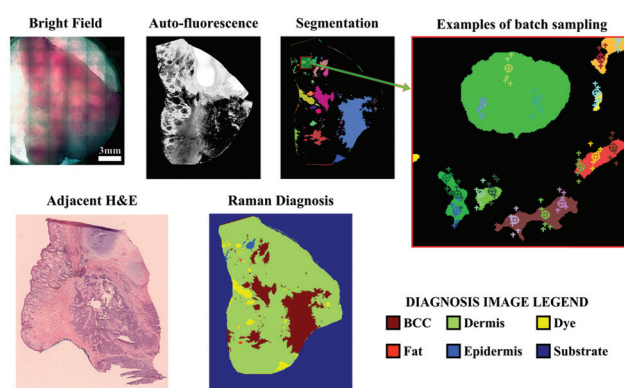 Bright Field
Auto-fluorescence
Segmentation
Examples of batch sampling
3mm
Adjacent H&E
Raman Diagnosis
DIAGNOSIS IMAGE LEGEND
BCC
Dermis
Dye
Fat
Epidermis
Substrate